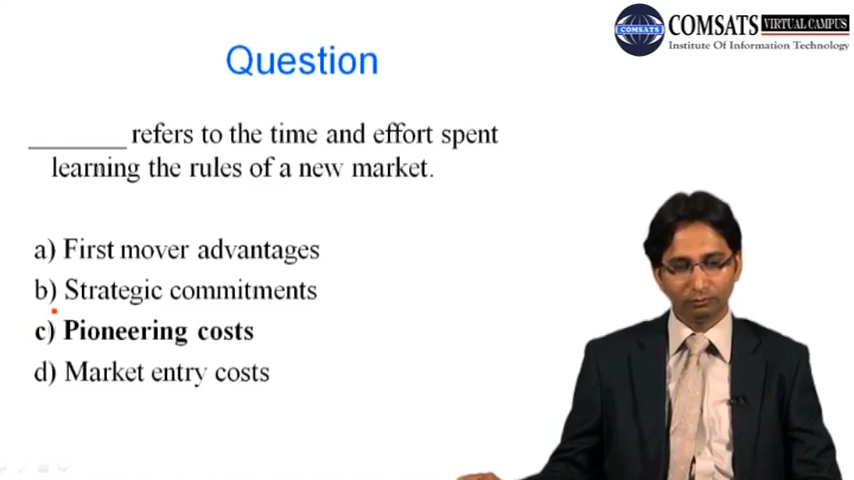 COMSATS
COMSATS VIRTUAL CAMPUS
Institute Of Information Technology
Question
________ refers to the time and effort spent
learning the rules of a new market.
a) First mover advantages
b) Strategic commitments
c) Pioneering costs
d) Market entry costs